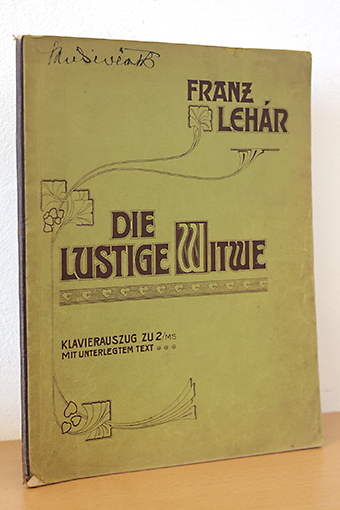 FRANZ
LEHÁR
DIE
LUSTIGE WITWE
KLAVIERAUSZUG ZU 2/MS
MIT UNTERLEGTEM TEXT